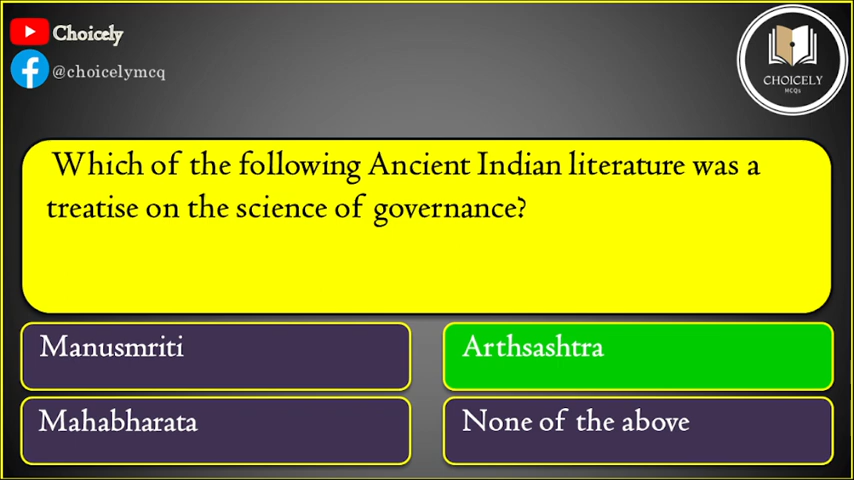 Choicely
@choicelymcq
CHOICELY
MCQs
Which of the following Ancient Indian literature was a
treatise on the science of governance?
Manusmriti
Arthsashtra
Mahabharata
None of the above